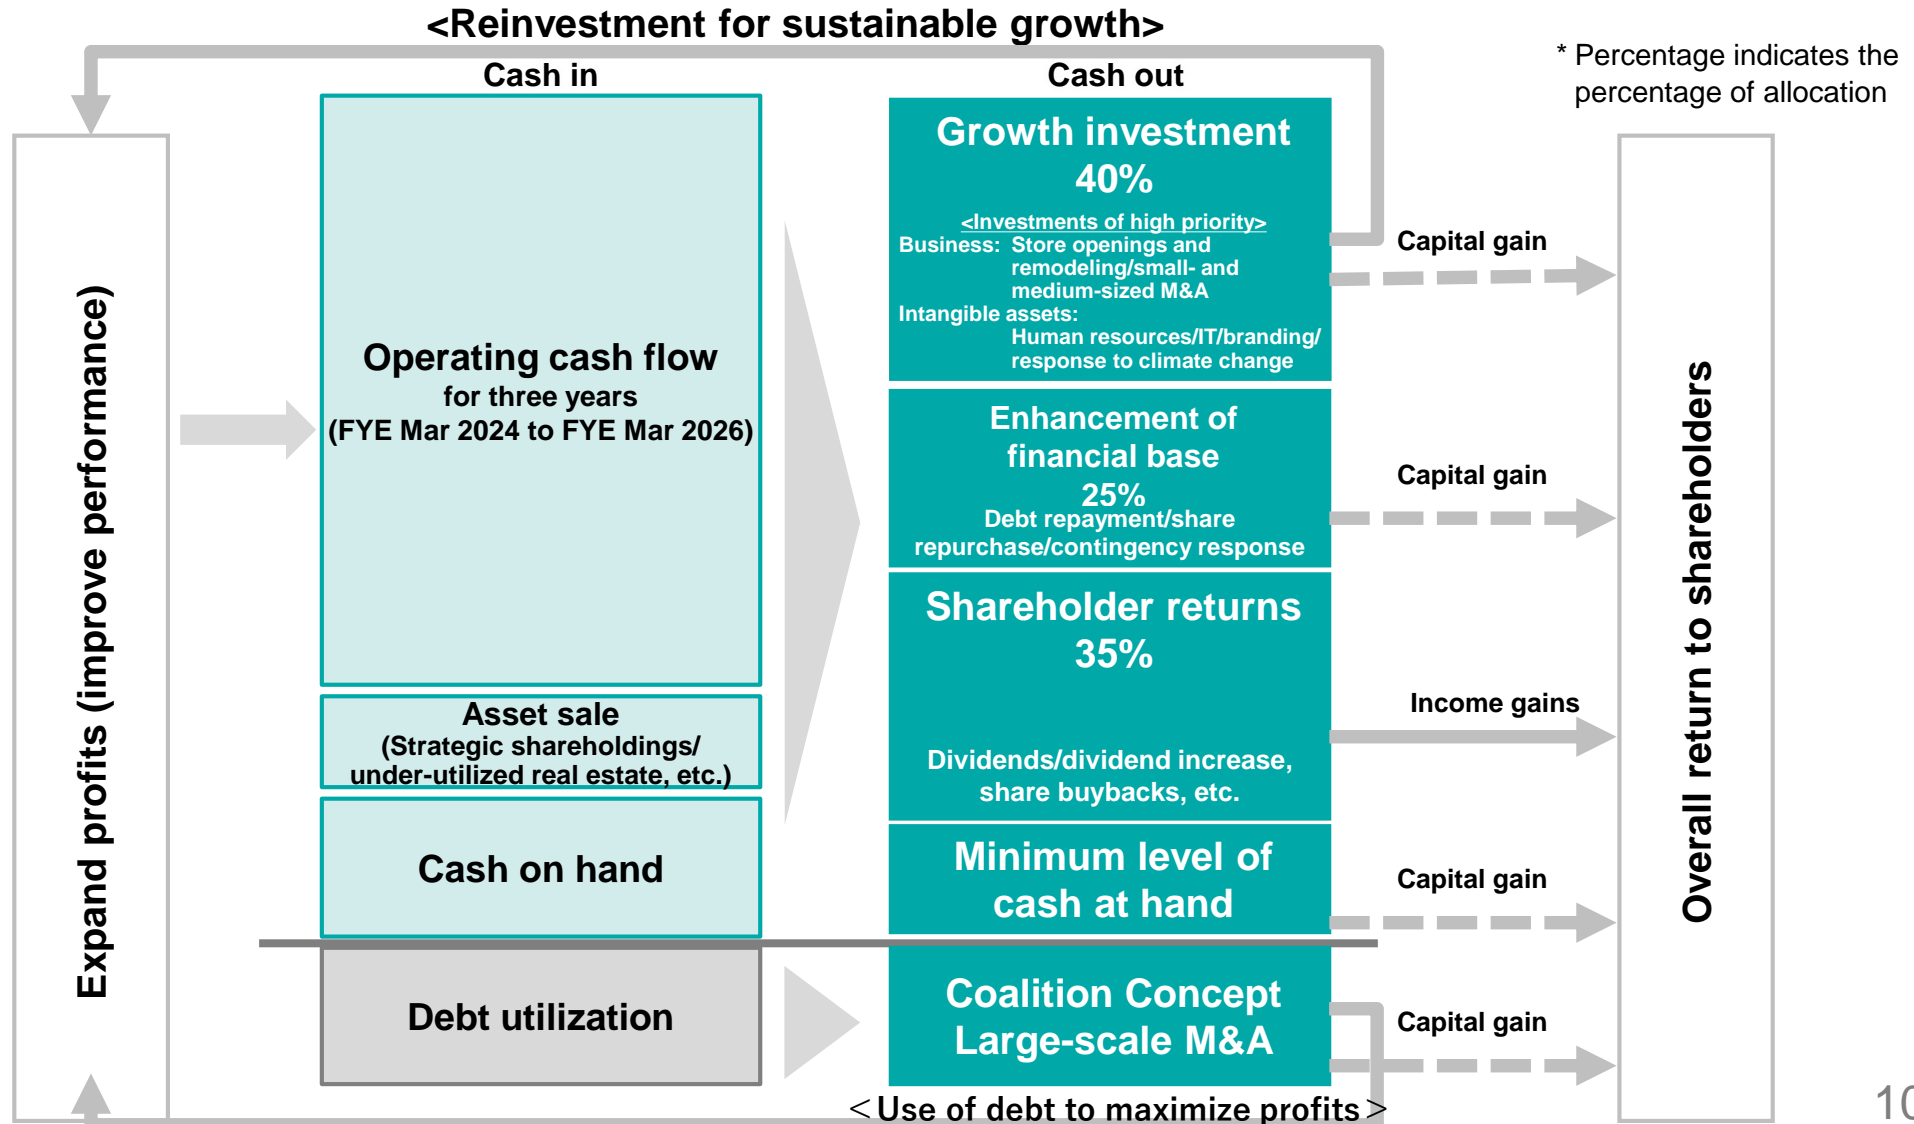 <Reinvestment for sustainable growth>
* Percentage indicates the
percentage of allocation
Cash in
Cash out
Expand profits (improve performance)
Operating cash flow
for three years
(FYE Mar 2024 to FYE Mar 2026)
Asset sale
(Strategic shareholdings/
under-utilized real estate, etc.)
Cash on hand
Debt utilization
Growth investment
40%
<Investments of high priority>
Business: Store openings and
remodeling/small- and
medium-sized M&A
Intangible assets:
Human resources/IT/branding/
response to climate change
Enhancement of
financial base
25%
Debt repayment/share
repurchase/contingency response
Shareholder returns
35%
Dividends/dividend increase,
share buybacks, etc.
Minimum level of
cash at hand
Coalition Concept
Large-scale M&A
<Use of debt to maximize profits>
Capital gain
Capital gain
Income gains
Capital gain
Capital gain
Overall return to shareholders
10